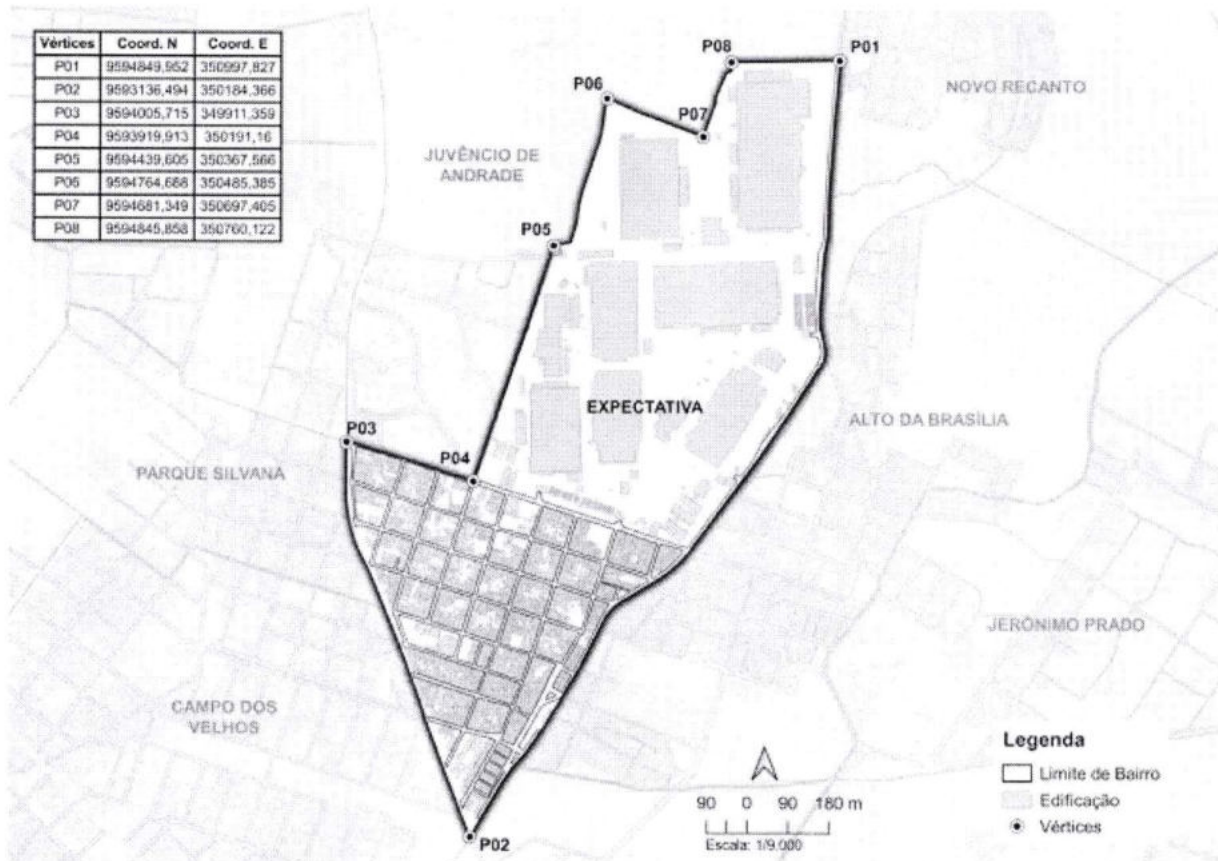 Vértices Coord. N Coord. E
P01 9594849,952 350997,827
P02 9593136,494 350184,366
P03 9594005,715 349911,359
P04 9593919,913 350191,16
P05 9594439,605 350367,566
P06 9594764,688 350485,385
P07 9594681,349 350697,405
P08 9594845,858 350760,122
P08
P01
P06
NOVO RECANTO
P07
JUVÊNCIO DE
ANDRADE
P05
EXPECTATIVA
ALTO DA BRASÍLIA
P03
P04
PARQUE SILVANA
JERÔNIMO PRADO
CAMPO DOS
VELHOS
Legenda
Limite de Bairro
Edificação
Vértices
90 0 90 180 m
Escala: 1/9.000
P02